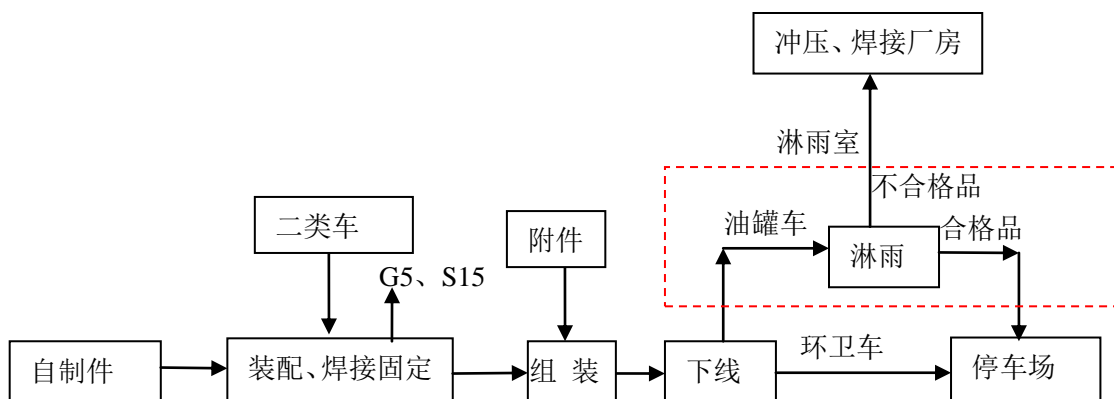 冲压、焊接厂房
淋雨室
不合格品
二类车
附件
油罐车
淋雨
合格品
G5、S15
自制件
装配、焊接固定
组 装
下线
环卫车
停车场